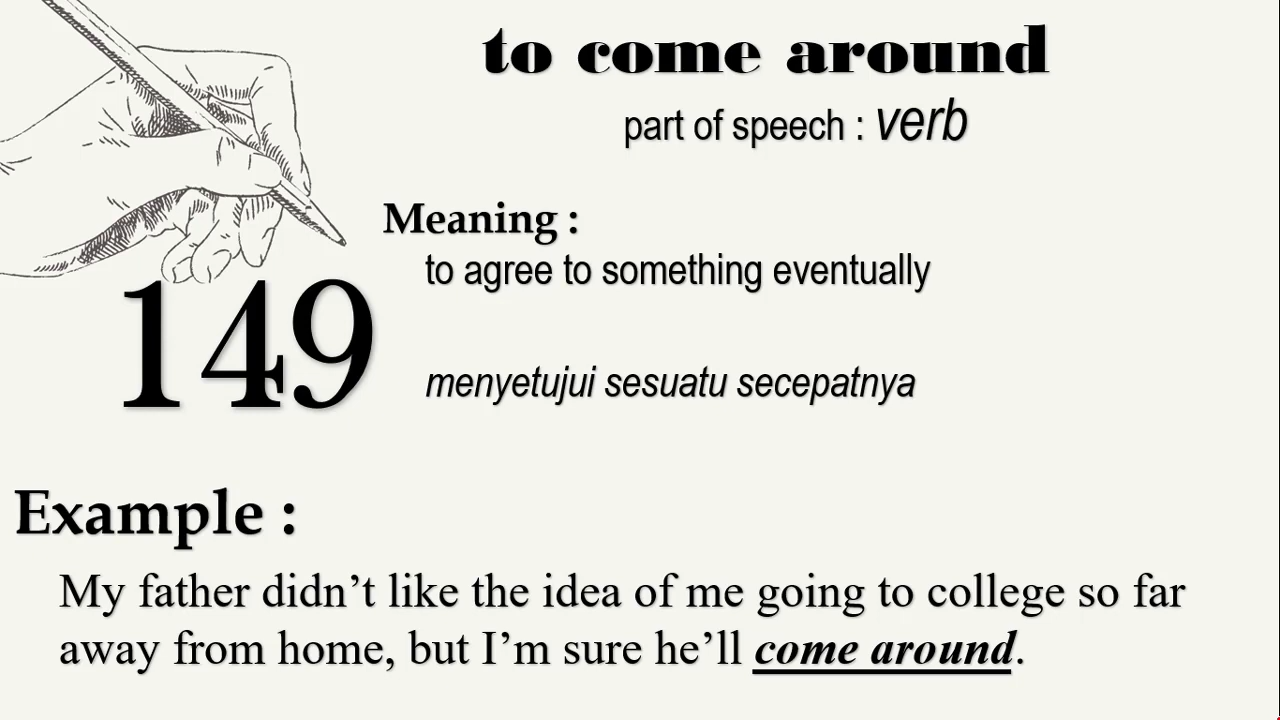 to come around
part of speech : verb
Meaning :
to agree to something eventually
149
menyetujui sesuatu secepatnya
Example :
My father didn’t like the idea of me going to college so far
away from home, but I’m sure he’ll come around.